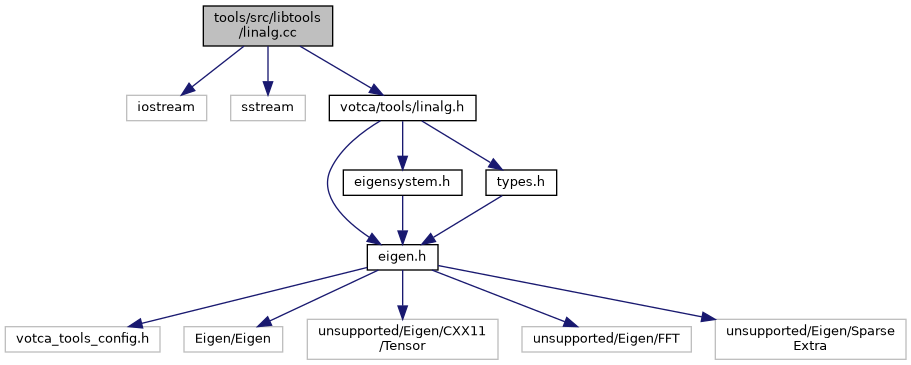 tools/src/libtools
/linalg.cc
iostream
sstream
votca/tools/linalg.h
eigensystem.h
types.h
eigen.h
votca_tools_config.h
Eigen/Eigen
unsupported/Eigen/CXX11
/Tensor
unsupported/Eigen/FFT
unsupported/Eigen/Sparse
Extra